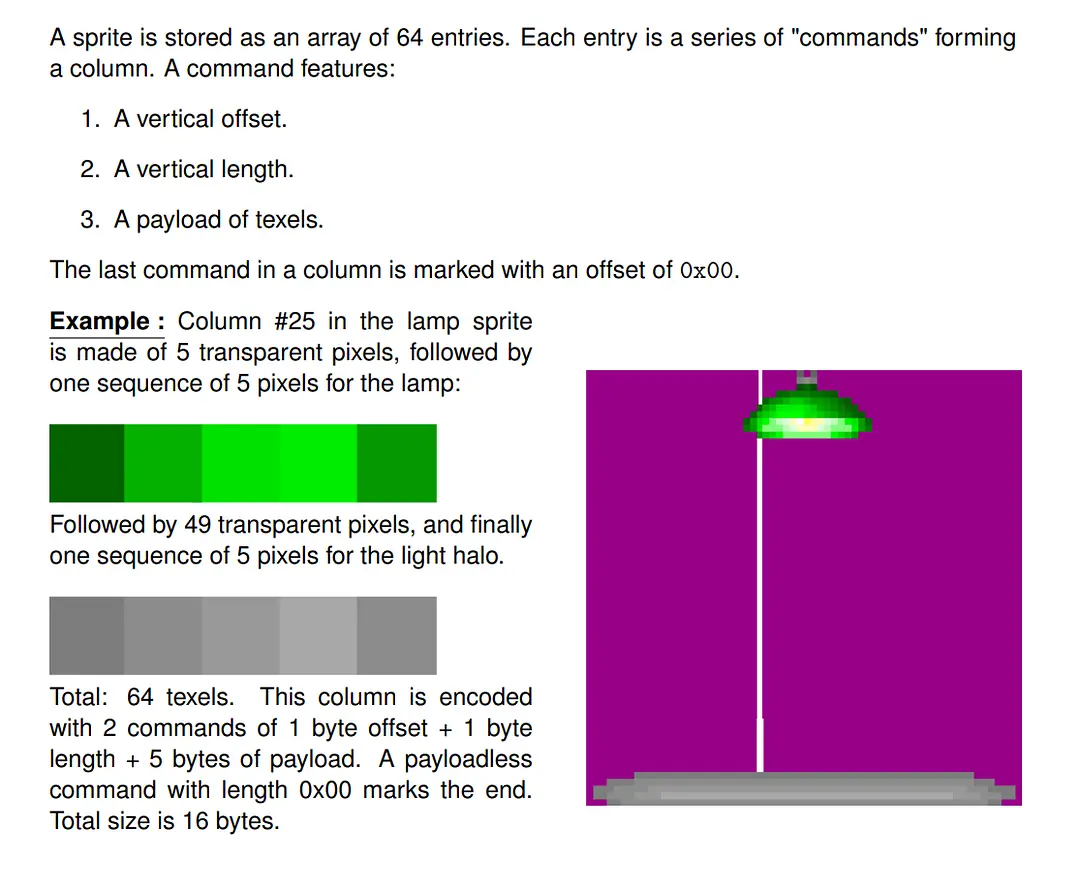 A sprite is stored as an array of 64 entries. Each entry is a series of "commands" forming
a column. A command features:
1. A vertical offset.
2. A vertical length.
3. A payload of texels.
The last command in a column is marked with an offset of 0x00.
Example : Column #25 in the lamp sprite
is made of 5 transparent pixels, followed by
one sequence of 5 pixels for the lamp:
Followed by 49 transparent pixels, and finally
one sequence of 5 pixels for the light halo.
Total: 64 texels. This column is encoded
with 2 commands of 1 byte offset + 1 byte
length + 5 bytes of payload. A payloadless
command with length 0x00 marks the end.
Total size is 16 bytes.